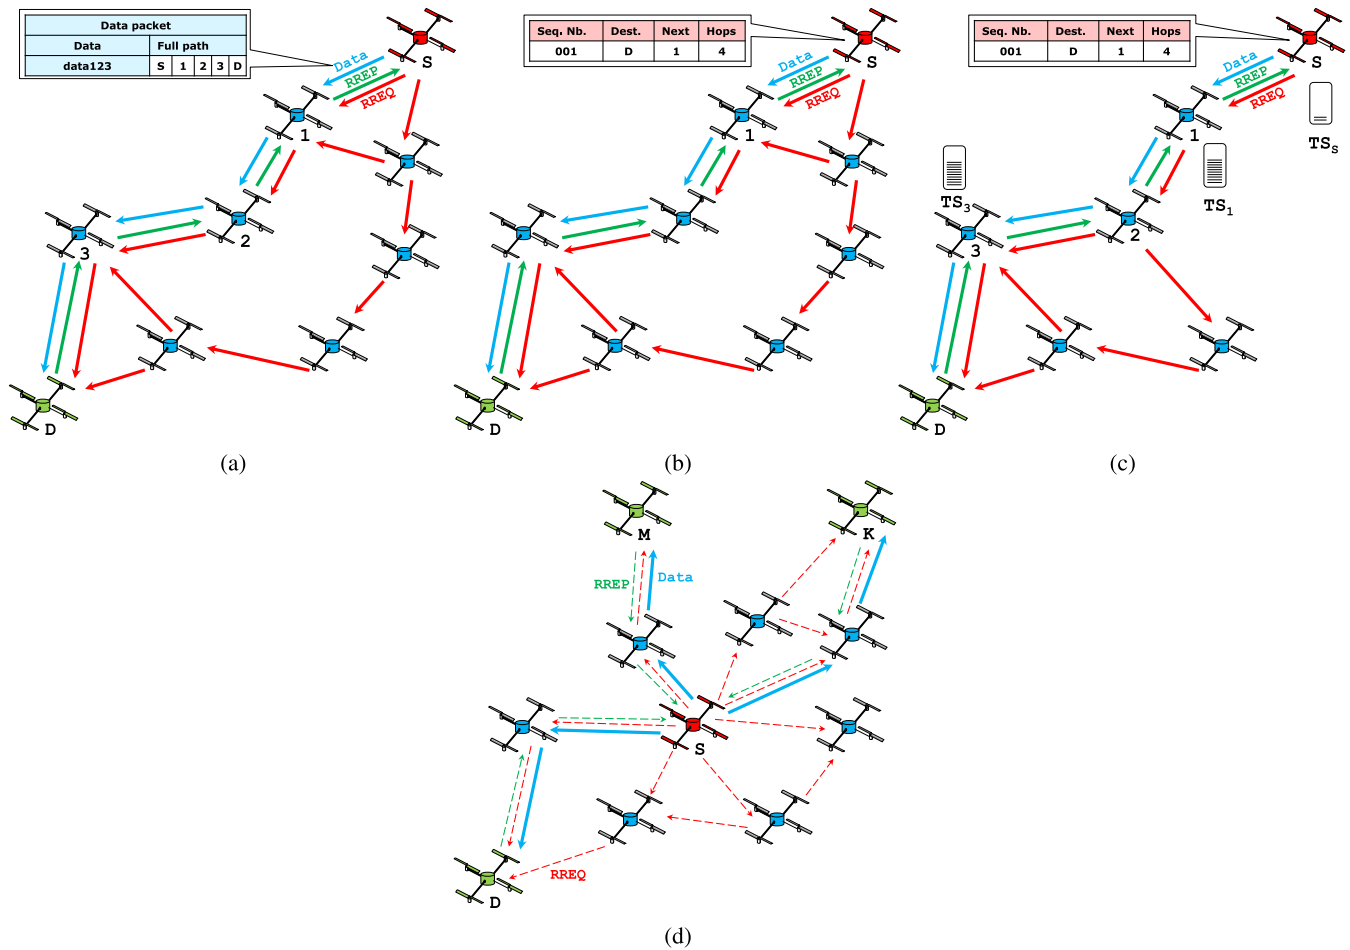 Data packet
Data Full path
data123 S 1 2 3 D
S
Data
RREP
RREQ
1
2
3
D
(a)
Seq. Nb. Dest. Next Hops
001 D 1 4
S
Data
RREP
RREQ
1
2
3
D
(b)
Seq. Nb. Dest. Next Hops
001 D 1 4
S
Data
RREP
RREQ
TSS
1
TS1
TS3
2
3
D
(c)
M
K
RREP
Data
S
RREQ
D
(d)